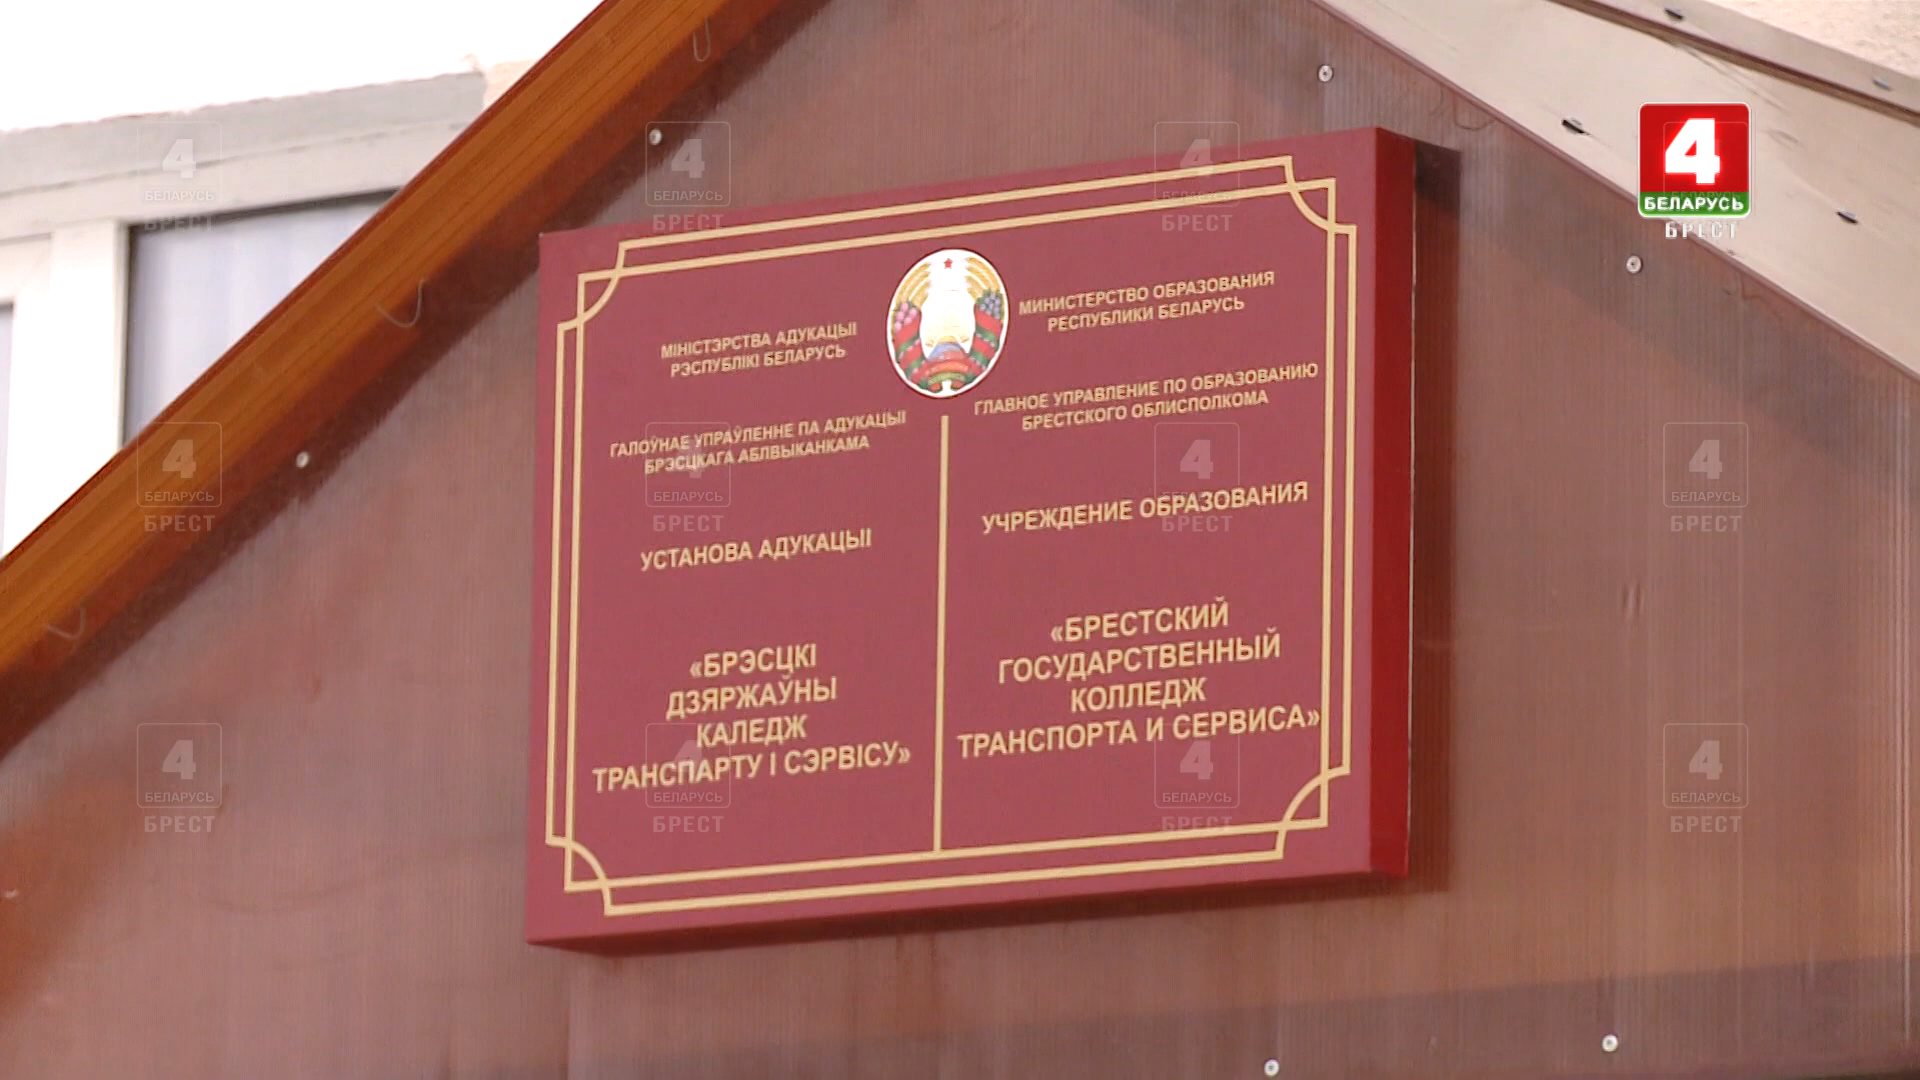 МІНІСТЭРСТВА АДУКАЦЫІ
РЭСПУБЛІКІ БЕЛАРУСЬ
ГАЛОЎНАЕ УПРАЎЛЕННЕ ПА АДУКАЦЫІ
БРЭСЦКАГА АБЛВЫКАНКАМА
УСТАНОВА АДУКАЦЫІ
«БРЭСЦКІ
ДЗЯРЖАЎНЫ
КАЛЕДЖ
ТРАНСПАРТУ І СЭРВІСУ»
МИНИСТЕРСТВО ОБРАЗОВАНИЯ
РЕСПУБЛИКИ БЕЛАРУСЬ
ГЛАВНОЕ УПРАВЛЕНИЕ ПО ОБРАЗОВАНИЮ
БРЕСТСКОГО ОБЛИСПОЛКОМА
УЧРЕЖДЕНИЕ ОБРАЗОВАНИЯ
«БРЕСТСКИЙ
ГОСУДАРСТВЕННЫЙ
КОЛЛЕДЖ
ТРАНСПОРТА И СЕРВИСА»
4
БЕЛАРУСЬ
БРЕСТ